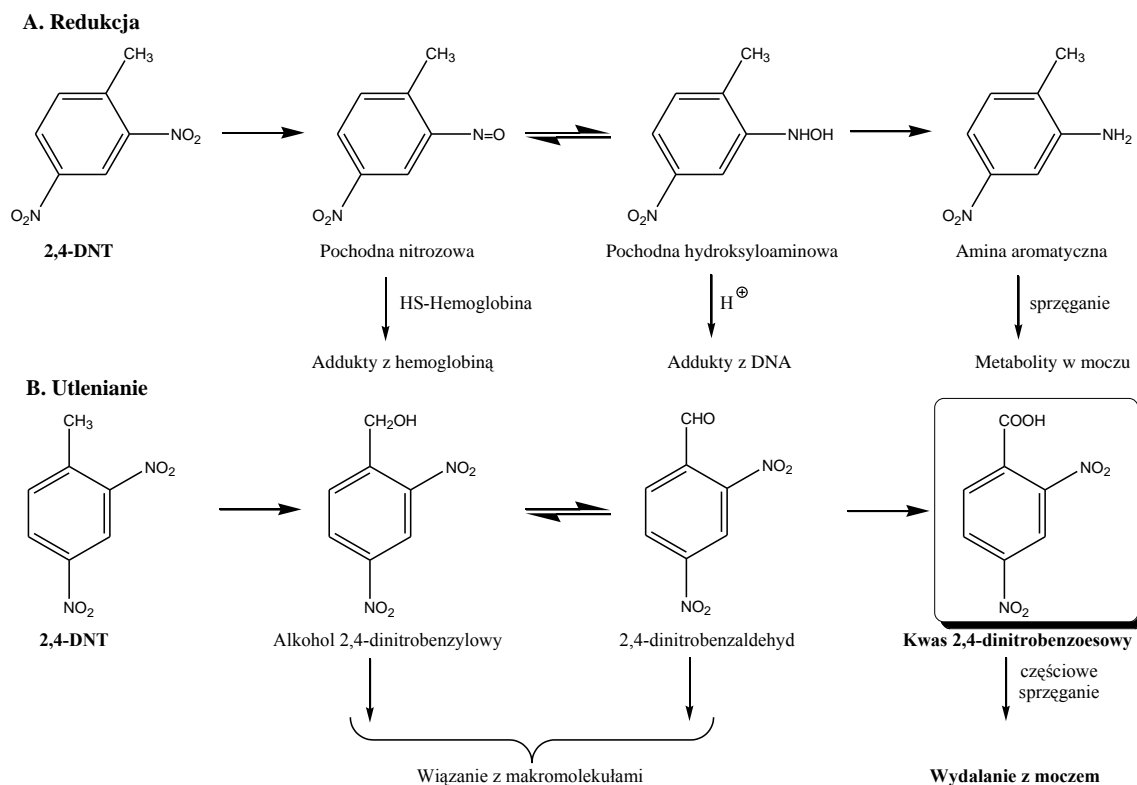 A. Redukcja
CH₃
NO₂
O₂N
2,4-DNT
CH₃
N=O
O₂N
Pochodna nitrozowa
CH₃
NHOH
O₂N
Pochodna hydroksyloaminowa
CH₃
NH₂
O₂N
Amina aromatyczna
HS-Hemoglobina
H⊕
sprzęganie
Addukty z hemoglobiną
Addukty z DNA
Metabolity w moczu
B. Utlenianie
CH₃
NO₂
NO₂
2,4-DNT
CH₂OH
NO₂
NO₂
Alkohol 2,4-dinitrobenzylowy
CHO
NO₂
NO₂
2,4-dinitrobenzaldehyd
COOH
NO₂
NO₂
Kwas 2,4-dinitrobenzoesowy
częściowe
sprzęganie
Wiązanie z makromolekułami
Wydalanie z moczem